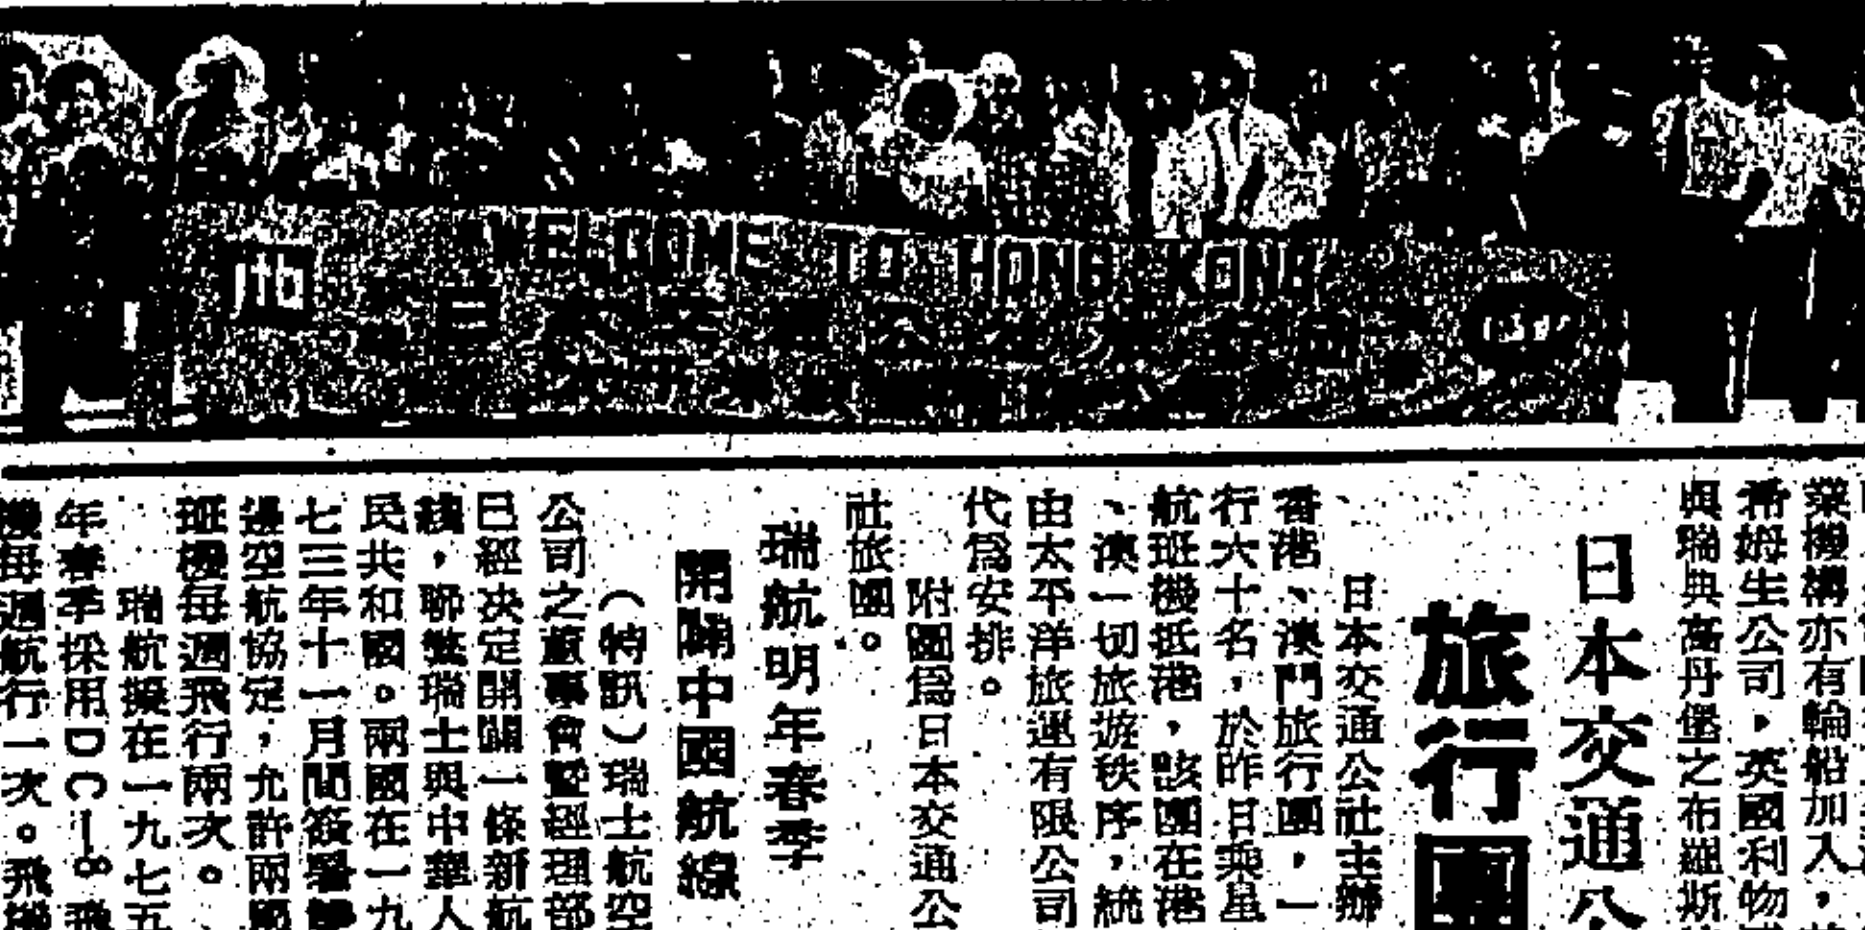 WELCOME TO HONG KONG
jtb
日本交通公社
業機構亦有輪船加入,
希姆生公司,英國利物
與瑞典高丹堡之布羅斯
日本交通公
旅行團
日本交通公社主辦
香港、澳門旅行團,一
行六十名,於昨日乘星
航班機抵港,該團在港
、澳一切旅遊秩序,統
由太平洋旅運有限公司
代爲安排。
附圖爲日本交通公
社旅團。
瑞航明年春季
開闢中國航線
(特訊)瑞士航空
公司之董事會暨經理部
已經决定開闢一條新航
綫,聯繫瑞士與中華人
民共和國。兩國在一九
七三年十一月間簽署
邊空航協定,允許兩國
班機每週飛行兩次。
瑞航擬在一九七五
年春季採用DC—8飛
機每週航行一次。飛機